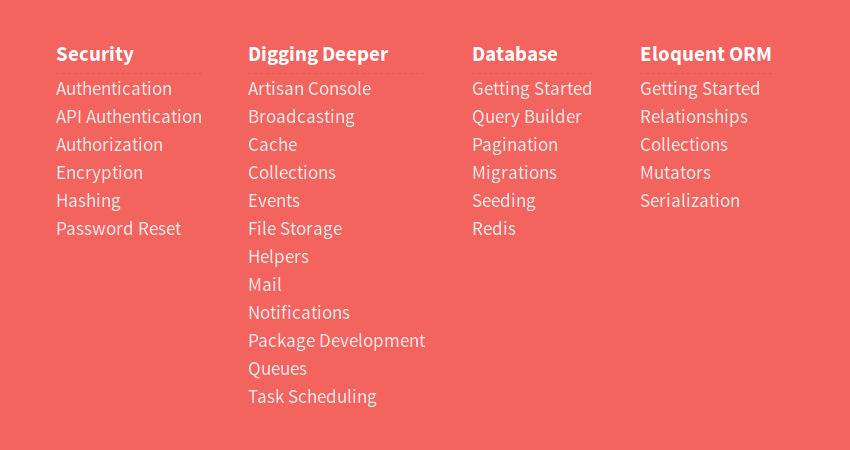 Security
Authentication
API Authentication
Authorization
Encryption
Hashing
Password Reset
Digging Deeper
Artisan Console
Broadcasting
Cache
Collections
Events
File Storage
Helpers
Mail
Notifications
Package Development
Queues
Task Scheduling
Database
Getting Started
Query Builder
Pagination
Migrations
Seeding
Redis
Eloquent ORM
Getting Started
Relationships
Collections
Mutators
Serialization